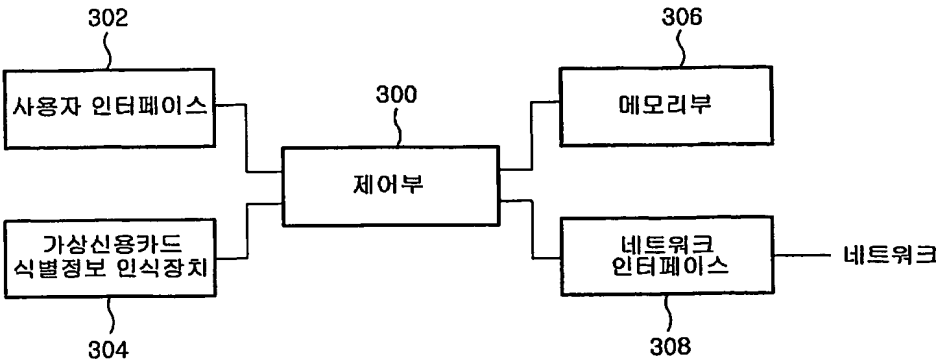 302
사용자 인터페이스
300
제어부
306
메모리부
가상신용카드
식별정보 인식장치
304
네트워크
인터페이스
308
네트워크